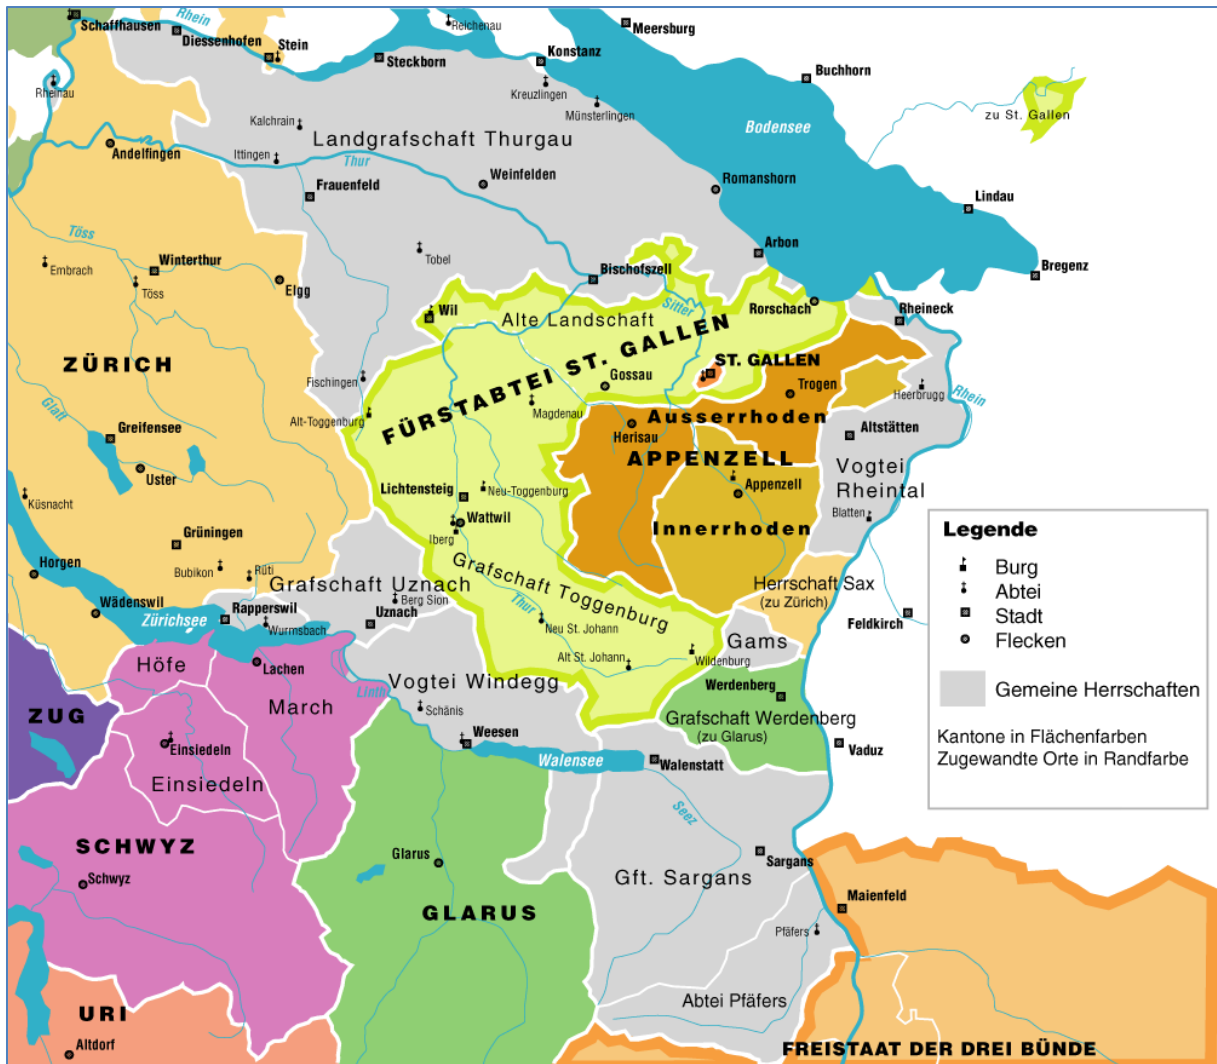 Schaffhausen
Rhein
Diessenhofen
Stein
Steckborn
Reichenau
Konstanz
Meersburg
Buchhorn
Rheinau
Kreuzlingen
Münsterlingen
Kalchrain
Landgrafschaft Thurgau
Bodensee
zu St. Gallen
Andelfingen
Ittingen
Thur
Weinfelden
Romanshorn
Frauenfeld
Lindau
Töss
Winterthur
Embrach
Töss
Elgg
Tobel
Arbon
Bischofszell
Bregenz
Sitter
Rorschach
Rheineck
Wil
Alte Landschaft
FÜRSTABTEI ST. GALLEN
ZÜRICH
ST. GALLEN
Fischingen
Gossau
Trogen
Heerbrugg
Rhein
Glatt
Alt-Toggenburg
Magdenau
Ausserrhoden
Greifensee
Herisau
Altstätten
APPENZELL
Uster
Vogtei
Rheintal
Küsnacht
Lichtensteig
Neu-Toggenburg
Appenzell
Wattwil
Blatten
Innerrhoden
Grüningen
Iberg
Legende
Burg
Abtei
Stadt
Flecken
Gemeine Herrschaften
Kantone in Flächenfarben
Zugewandte Orte in Randfarbe
Horgen
Bubikon
Rüti
Grafschaft Uznach
Grafschaft Toggenburg
Herrschaft Sax
(zu Zürich)
Wädenswil
Rapperswil
Berg Sion
Uznach
Thur
Feldkirch
Zürichsee
Wurmsbach
Neu St. Johann
Gams
Höfe
Lachen
Alt St. Johann
Wildenburg
Vogtei Windegg
Linth
Werdenberg
ZUG
March
Schänis
Grafschaft Werdenberg
(zu Glarus)
Einsiedeln
Weesen
Vaduz
Walensee
Walenstatt
Einsiedeln
Seez
SCHWYZ
Glarus
Sargans
Schwyz
Gft. Sargans
Maienfeld
GLARUS
Pfäfers
Abtei Pfäfers
URI
Altdorf
FREISTAAT DER DREI BÜNDE